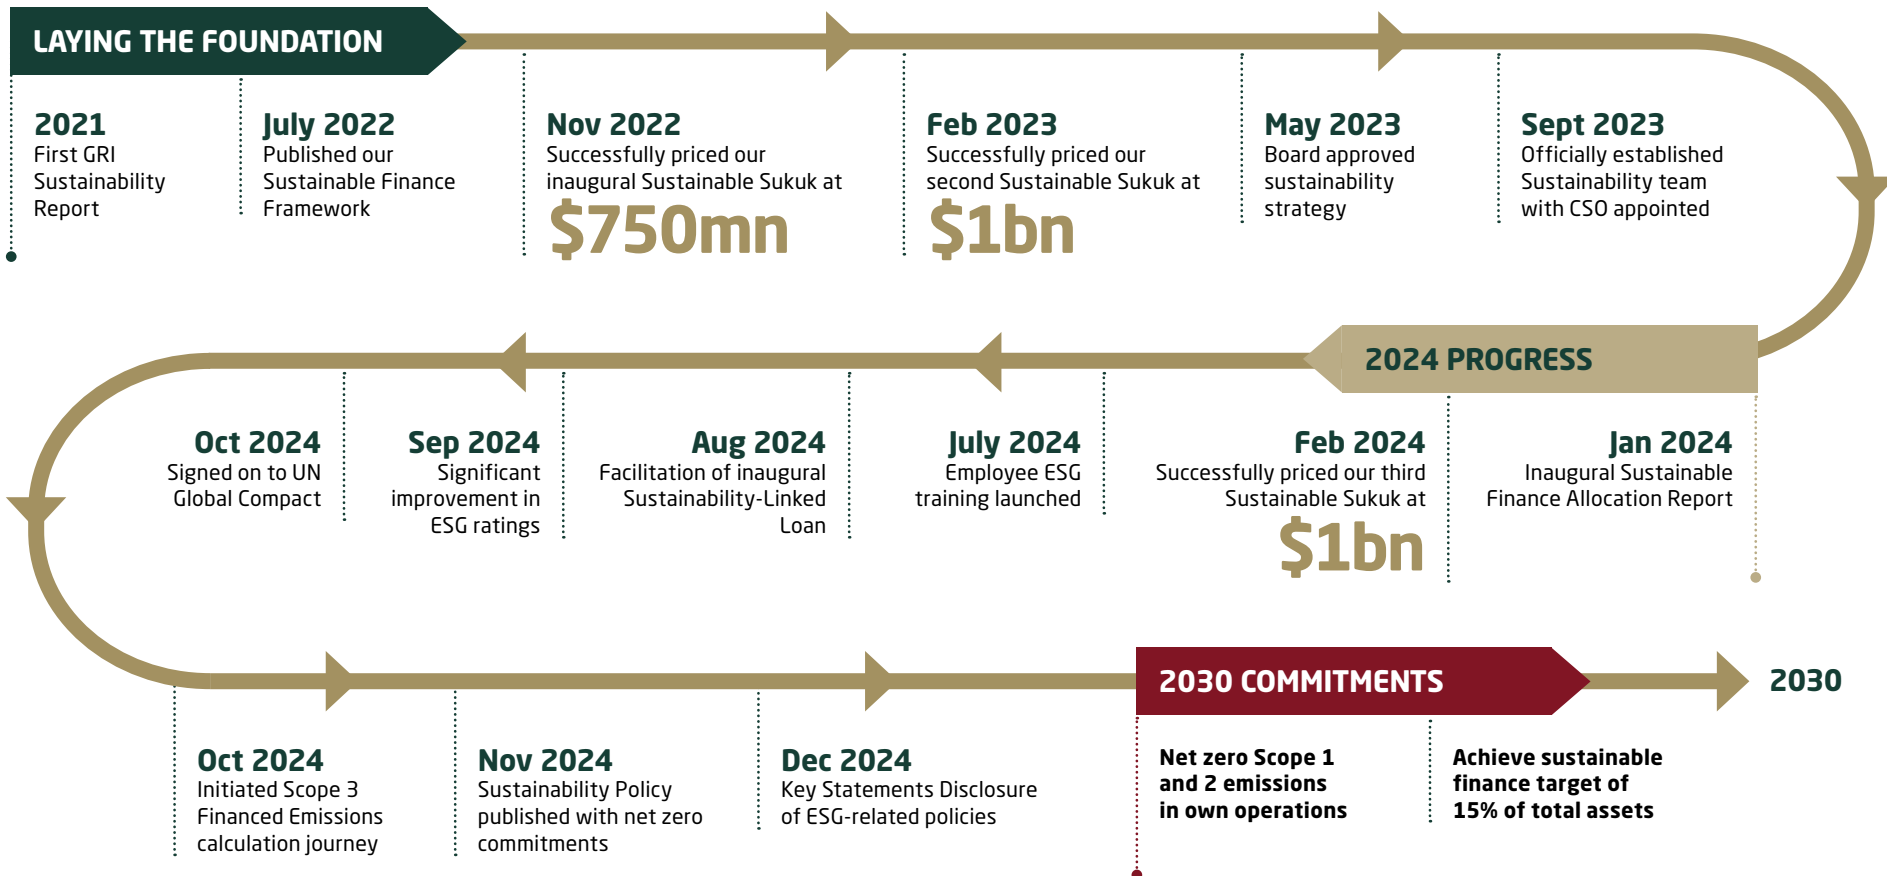 LAYING THE FOUNDATION
2021
First GRI
Sustainability
Report
July 2022
Published our
Sustainable Finance
Framework
Nov 2022
Successfully priced our
inaugural Sustainable Sukuk at
$750mn
Feb 2023
Successfully priced our
second Sustainable Sukuk at
$1bn
May 2023
Board approved
sustainability
strategy
Sept 2023
Officially established
Sustainability team
with CSO appointed
2024 PROGRESS
Jan 2024
Inaugural Sustainable
Finance Allocation Report
Feb 2024
Successfully priced our third
Sustainable Sukuk at
$1bn
July 2024
Employee ESG
training launched
Aug 2024
Facilitation of inaugural
Sustainability-Linked
Loan
Sep 2024
Significant
improvement in
ESG ratings
Oct 2024
Signed on to UN
Global Compact
Oct 2024
Initiated Scope 3
Financed Emissions
calculation journey
Nov 2024
Sustainability Policy
published with net zero
commitments
Dec 2024
Key Statements Disclosure
of ESG-related policies
2030 COMMITMENTS
Net zero Scope 1
and 2 emissions
in own operations
Achieve sustainable
finance target of
15% of total assets
2030